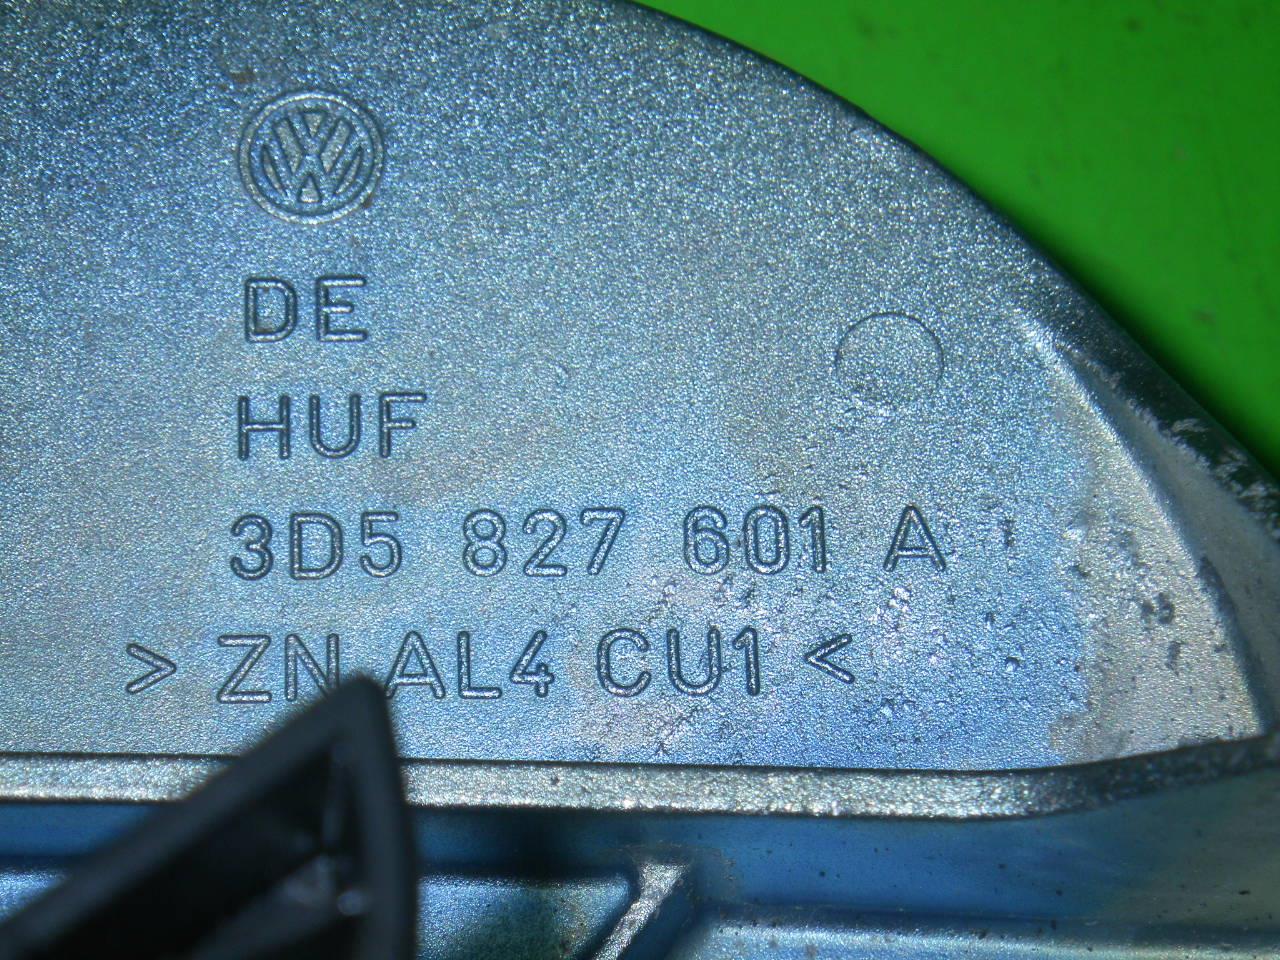 DE
HUF
3D5 827 601 A
> ZN AL4 CU1 <